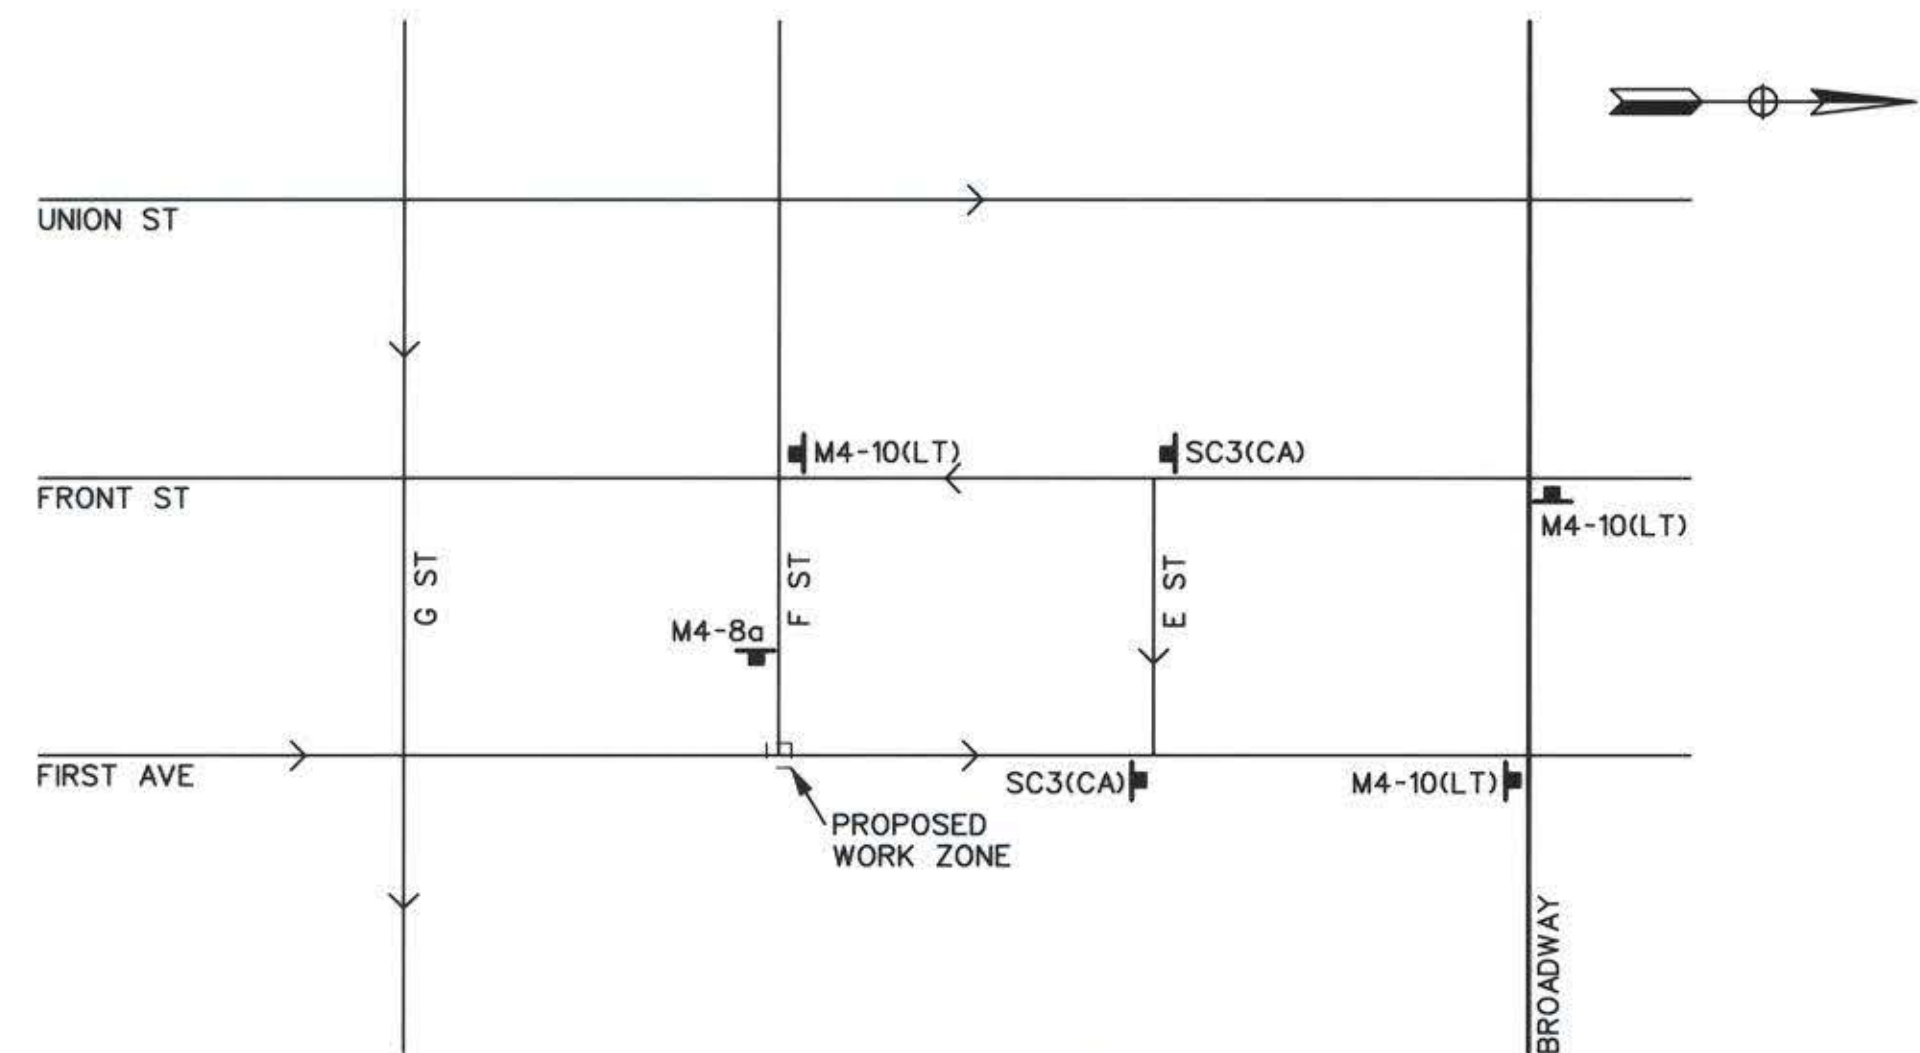 UNION ST
M4-10(LT)
SC3(CA)
FRONT ST
M4-10(LT)
G ST
F ST
E ST
M4-8a
FIRST AVE
SC3(CA)
M4-10(LT)
PROPOSED
WORK ZONE
BROADWAY